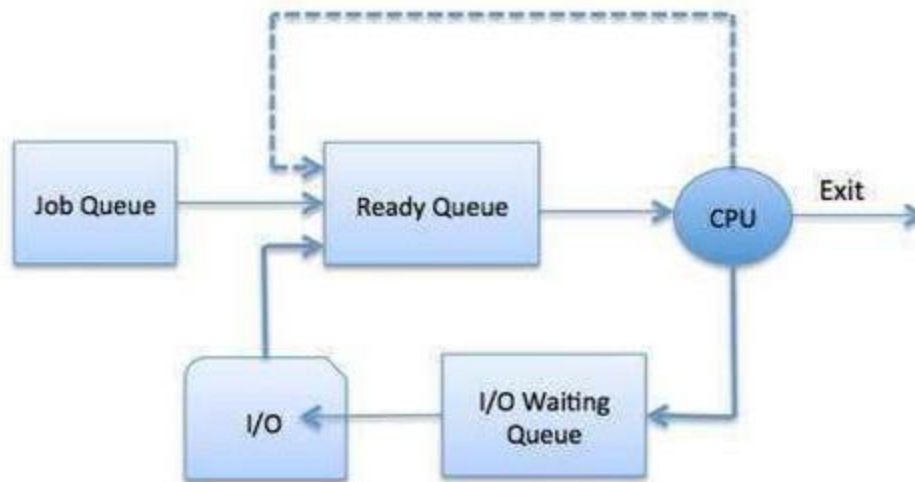 Job Queue
Ready Queue
CPU
Exit
I/O
I/O Waiting
Queue